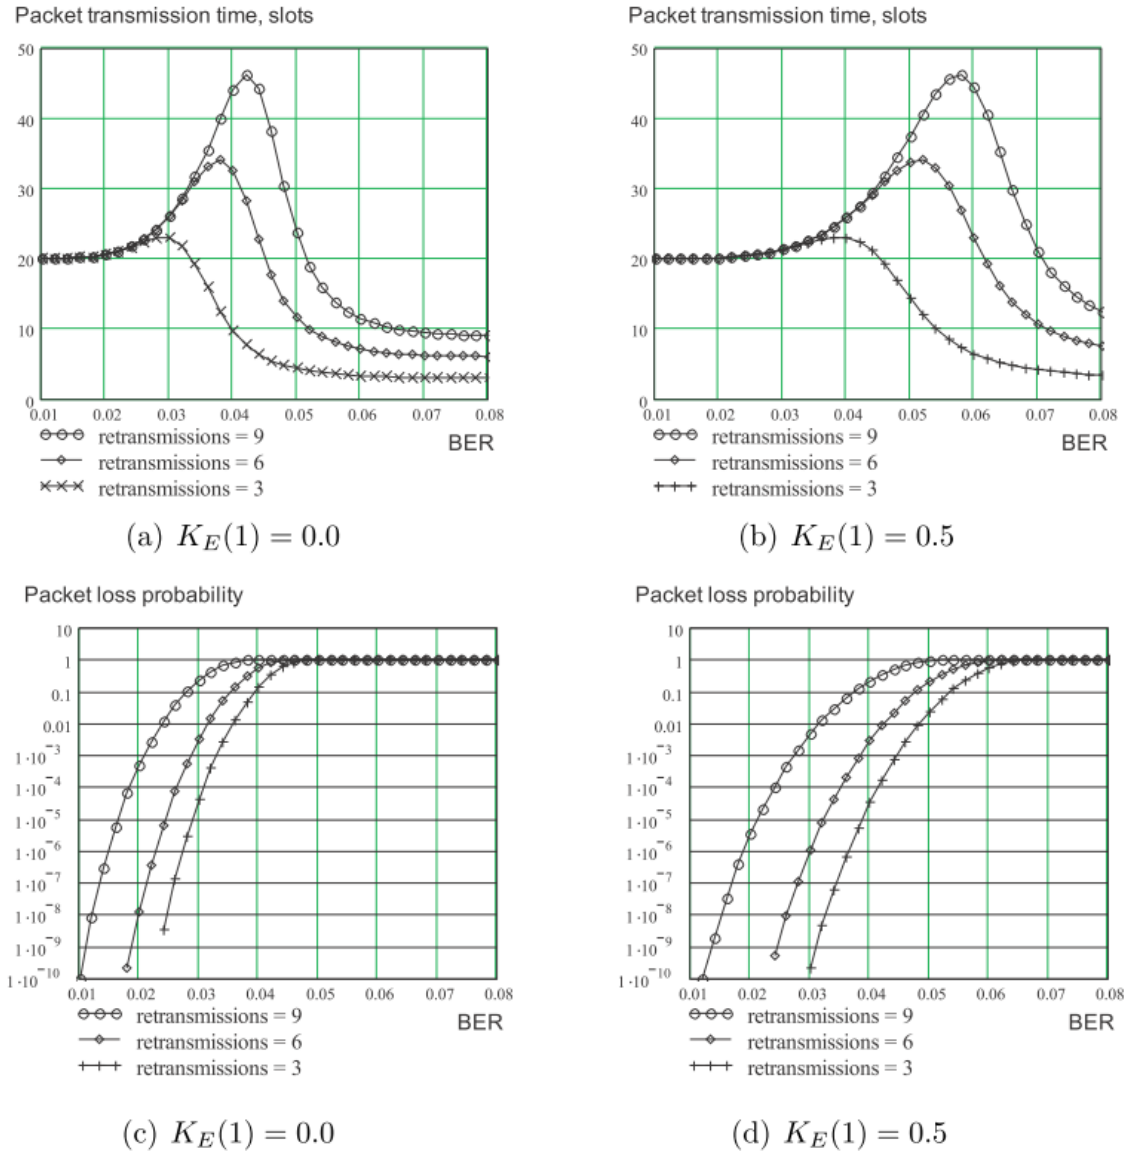 Packet transmission time, slots
50
40
30
20
10
0
0.01 0.02 0.03 0.04 0.05 0.06 0.07 0.08
BER
retransmissions = 9
retransmissions = 6
retransmissions = 3
(a) K_E(1) = 0.0
Packet transmission time, slots
50
40
30
20
10
0
0.01 0.02 0.03 0.04 0.05 0.06 0.07 0.08
BER
retransmissions = 9
retransmissions = 6
retransmissions = 3
(b) K_E(1) = 0.5
Packet loss probability
10
1
0.1
0.01
1·10⁻³
1·10⁻⁴
1·10⁻⁵
1·10⁻⁶
1·10⁻⁷
1·10⁻⁸
1·10⁻⁹
1·10⁻¹⁰
0.01 0.02 0.03 0.04 0.05 0.06 0.07 0.08
BER
retransmissions = 9
retransmissions = 6
retransmissions = 3
(c) K_E(1) = 0.0
Packet loss probability
10
1
0.1
0.01
1·10⁻³
1·10⁻⁴
1·10⁻⁵
1·10⁻⁶
1·10⁻⁷
1·10⁻⁸
1·10⁻⁹
1·10⁻¹⁰
0.01 0.02 0.03 0.04 0.05 0.06 0.07 0.08
BER
retransmissions = 9
retransmissions = 6
retransmissions = 3
(d) K_E(1) = 0.5